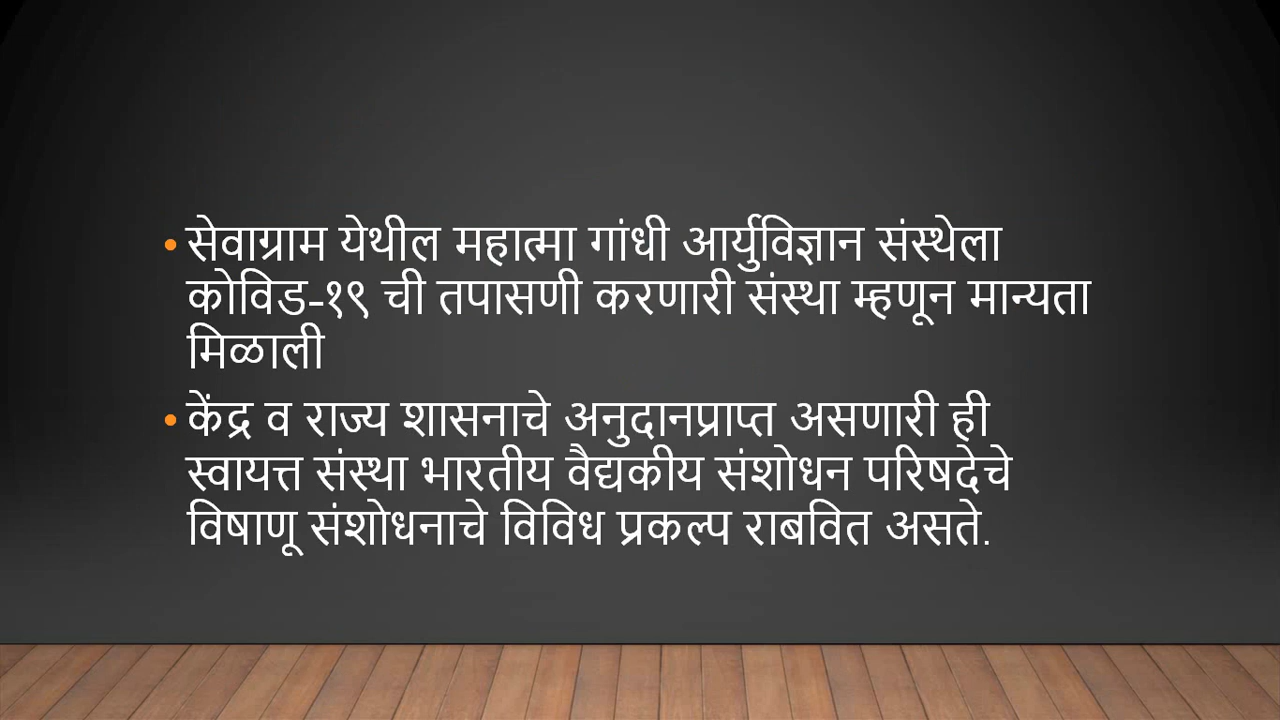 • सेवाग्राम येथील महात्मा गांधी आर्युविज्ञान संस्थेला
कोविड-१९ ची तपासणी करणारी संस्था म्हणून मान्यता
मिळाली
• केंद्र व राज्य शासनाचे अनुदानप्राप्त असणारी ही
स्वायत्त संस्था भारतीय वैद्यकीय संशोधन परिषदेचे
विषाणू संशोधनाचे विविध प्रकल्प राबवित असते.